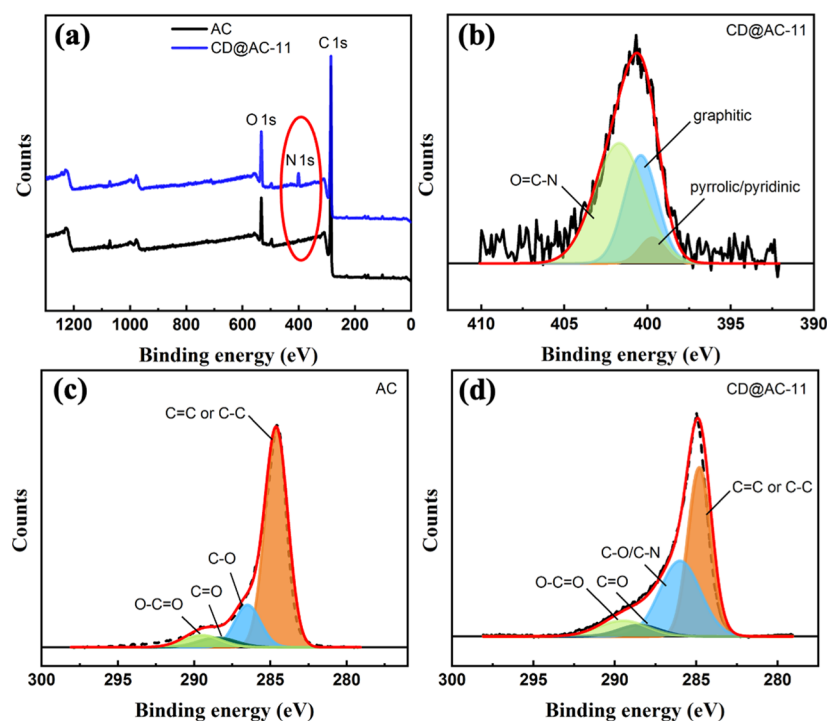 (a)
AC
CD@AC-11
C 1s
O 1s
N 1s
Counts
1200 1000 800 600 400 200 0
Binding energy (eV)
(b)
CD@AC-11
graphitic
O=C-N
pyrrolic/pyridinic
Counts
410 405 400 395 390
Binding energy (eV)
(c)
AC
C=C or C-C
C-O
C=O
O-C=O
Counts
300 295 290 285 280
Binding energy (eV)
(d)
CD@AC-11
C=C or C-C
C-O/C-N
C=O
O-C=O
Counts
300 295 290 285 280
Binding energy (eV)